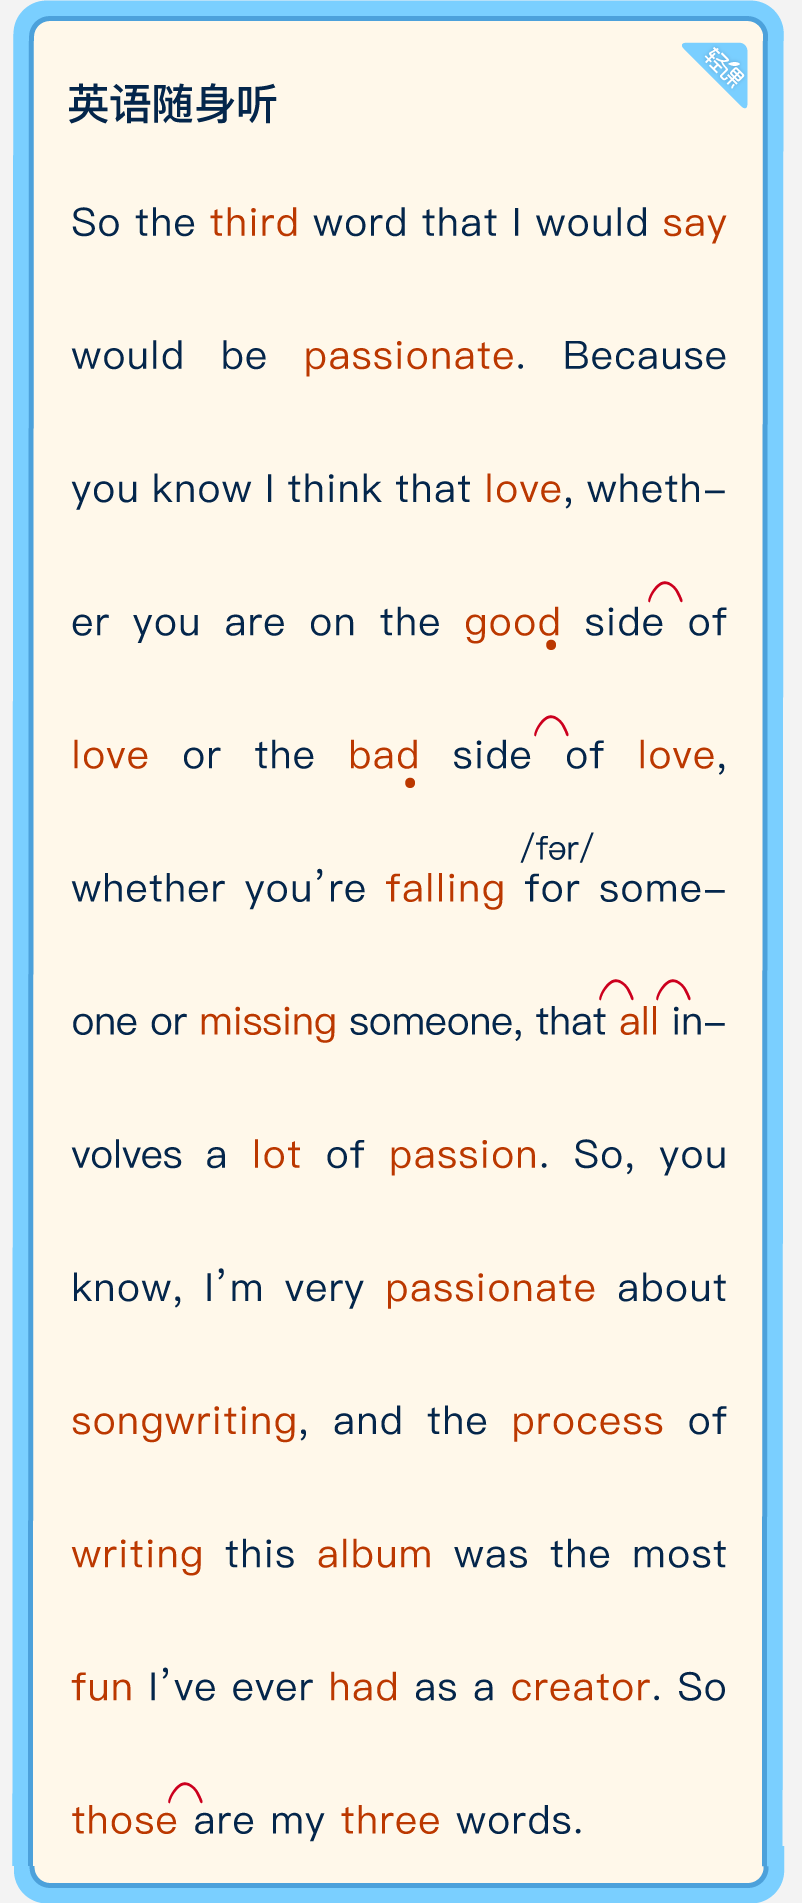 轻课
英语随身听
So the third word that I would say
would be passionate. Because
you know I think that love, wheth-
er you are on the good side of
love or the bad side of love,
/fər/
whether you're falling for some-
one or missing someone, that all in-
volves a lot of passion. So, you
know, I'm very passionate about
songwriting, and the process of
writing this album was the most
fun I've ever had as a creator. So
those are my three words.